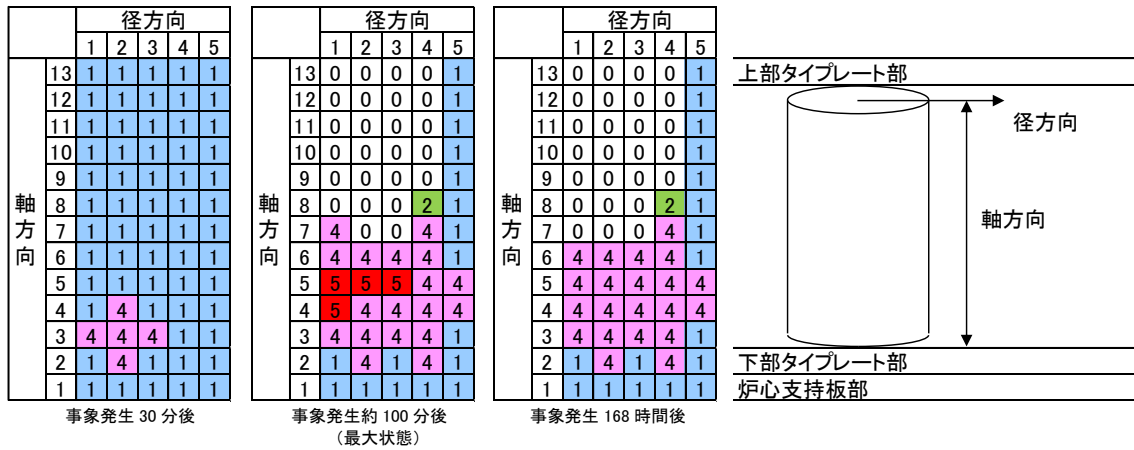 径方向
1 2 3 4 5
軸方向
13 1 1 1 1 1
12 1 1 1 1 1
11 1 1 1 1 1
10 1 1 1 1 1
9 1 1 1 1 1
8 1 1 1 1 1
7 1 1 1 1 1
6 1 1 1 1 1
5 1 1 1 1 1
4 1 4 1 1 1
3 4 4 4 1 1
2 1 4 1 1 1
1 1 1 1 1 1
事象発生 30 分後
径方向
1 2 3 4 5
軸方向
13 0 0 0 0 1
12 0 0 0 0 1
11 0 0 0 0 1
10 0 0 0 0 1
9 0 0 0 0 1
8 0 0 0 2 1
7 4 0 0 4 1
6 4 4 4 4 1
5 5 5 5 4 4
4 5 4 4 4 4
3 4 4 4 4 1
2 1 4 1 4 1
1 1 1 1 1 1
事象発生約 100 分後
（最大状態）
径方向
1 2 3 4 5
軸方向
13 0 0 0 0 1
12 0 0 0 0 1
11 0 0 0 0 1
10 0 0 0 0 1
9 0 0 0 0 1
8 0 0 0 2 1
7 0 0 0 4 1
6 4 4 4 4 1
5 4 4 4 4 4
4 4 4 4 4 4
3 4 4 4 4 1
2 1 4 1 4 1
1 1 1 1 1 1
事象発生 168 時間後
上部タイプレート部
径方向
軸方向
下部タイプレート部
炉心支持板部